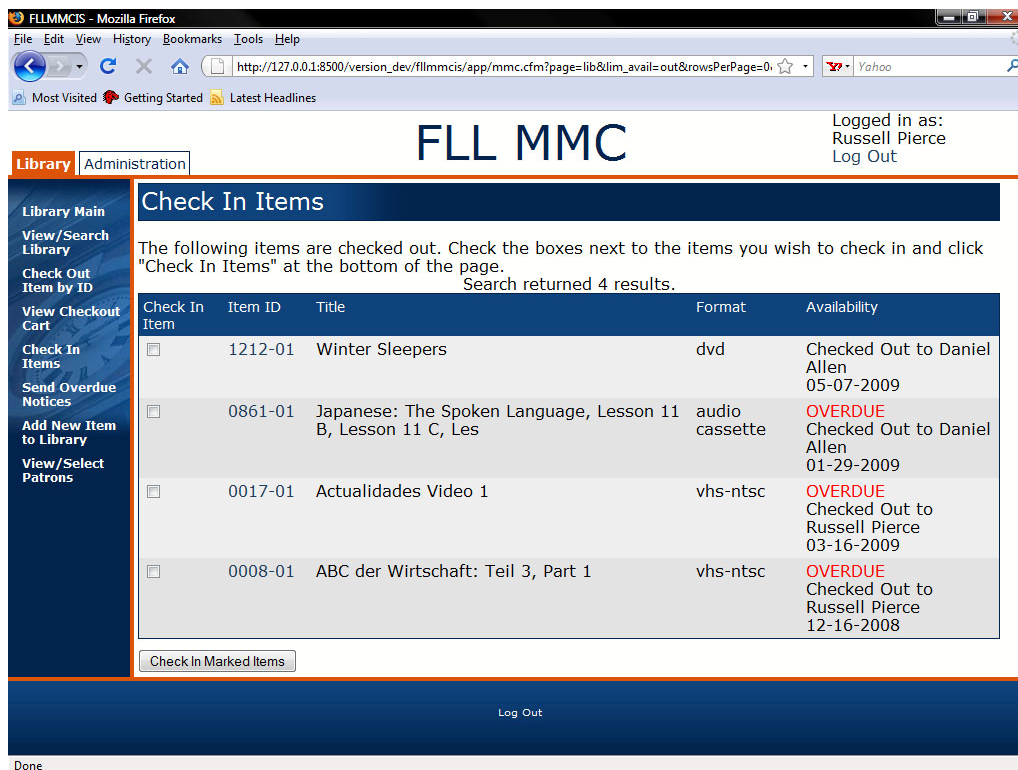 FLLMMCIS - Mozilla Firefox
File Edit View History Bookmarks Tools Help
http://127.0.0.1:8500/version_dev/fllmmcis/app/mmc.cfm?page=lib&lim_avail=out&rowsPerPage=0&
Yahoo
Most Visited Getting Started Latest Headlines
FLL MMC
Logged in as:
Russell Pierce
Log Out
Library Administration
Library Main
View/Search
Library
Check Out
Item by ID
View Checkout
Cart
Check In
Items
Send Overdue
Notices
Add New Item
to Library
View/Select
Patrons
Check In Items
The following items are checked out. Check the boxes next to the items you wish to check in and click
"Check In Items" at the bottom of the page.
Search returned 4 results.
Check In
Item
Item ID Title Format Availability
1212-01 Winter Sleepers dvd Checked Out to Daniel
Allen
05-07-2009
0861-01 Japanese: The Spoken Language, Lesson 11 audio OVERDUE
B, Lesson 11 C, Les cassette Checked Out to Daniel
Allen
01-29-2009
0017-01 Actualidades Video 1 vhs-ntsc OVERDUE
Checked Out to
Russell Pierce
03-16-2009
0008-01 ABC der Wirtschaft: Teil 3, Part 1 vhs-ntsc OVERDUE
Checked Out to
Russell Pierce
12-16-2008
Check In Marked Items
Log Out
Done